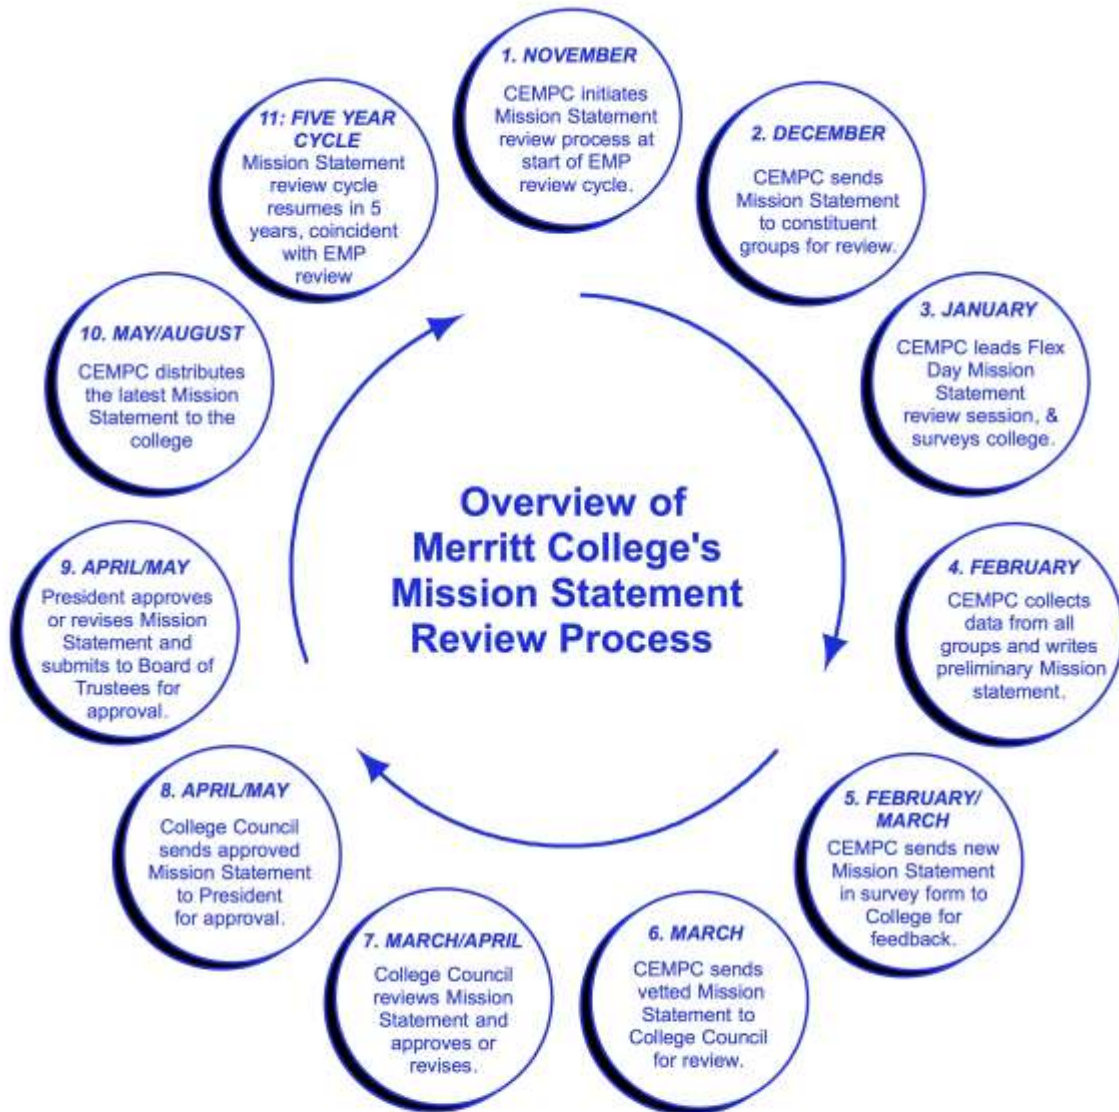 1. NOVEMBER
CEMPC initiates
Mission Statement
review process at
start of EMP
review cycle.
2. DECEMBER
CEMPC sends
Mission Statement
to constituent
groups for review.
3. JANUARY
CEMPC leads Flex
Day Mission
Statement
review session, &
surveys college.
4. FEBRUARY
CEMPC collects
data from all
groups and writes
preliminary Mission
statement.
5. FEBRUARY/
MARCH
CEMPC sends new
Mission Statement
in survey form to
College for
feedback.
6. MARCH
CEMPC sends
vetted Mission
Statement to
College Council
for review.
7. MARCH/APRIL
College Council
reviews Mission
Statement and
approves or
revises.
8. APRIL/MAY
College Council
sends approved
Mission Statement
to President
for approval.
9. APRIL/MAY
President approves
or revises Mission
Statement and
submits to Board of
Trustees for
approval.
10. MAY/AUGUST
CEMPC distributes
the latest Mission
Statement to the
college
11: FIVE YEAR
CYCLE
Mission Statement
review cycle
resumes in 5
years, coincident
with EMP
review
Overview of
Merritt College's
Mission Statement
Review Process